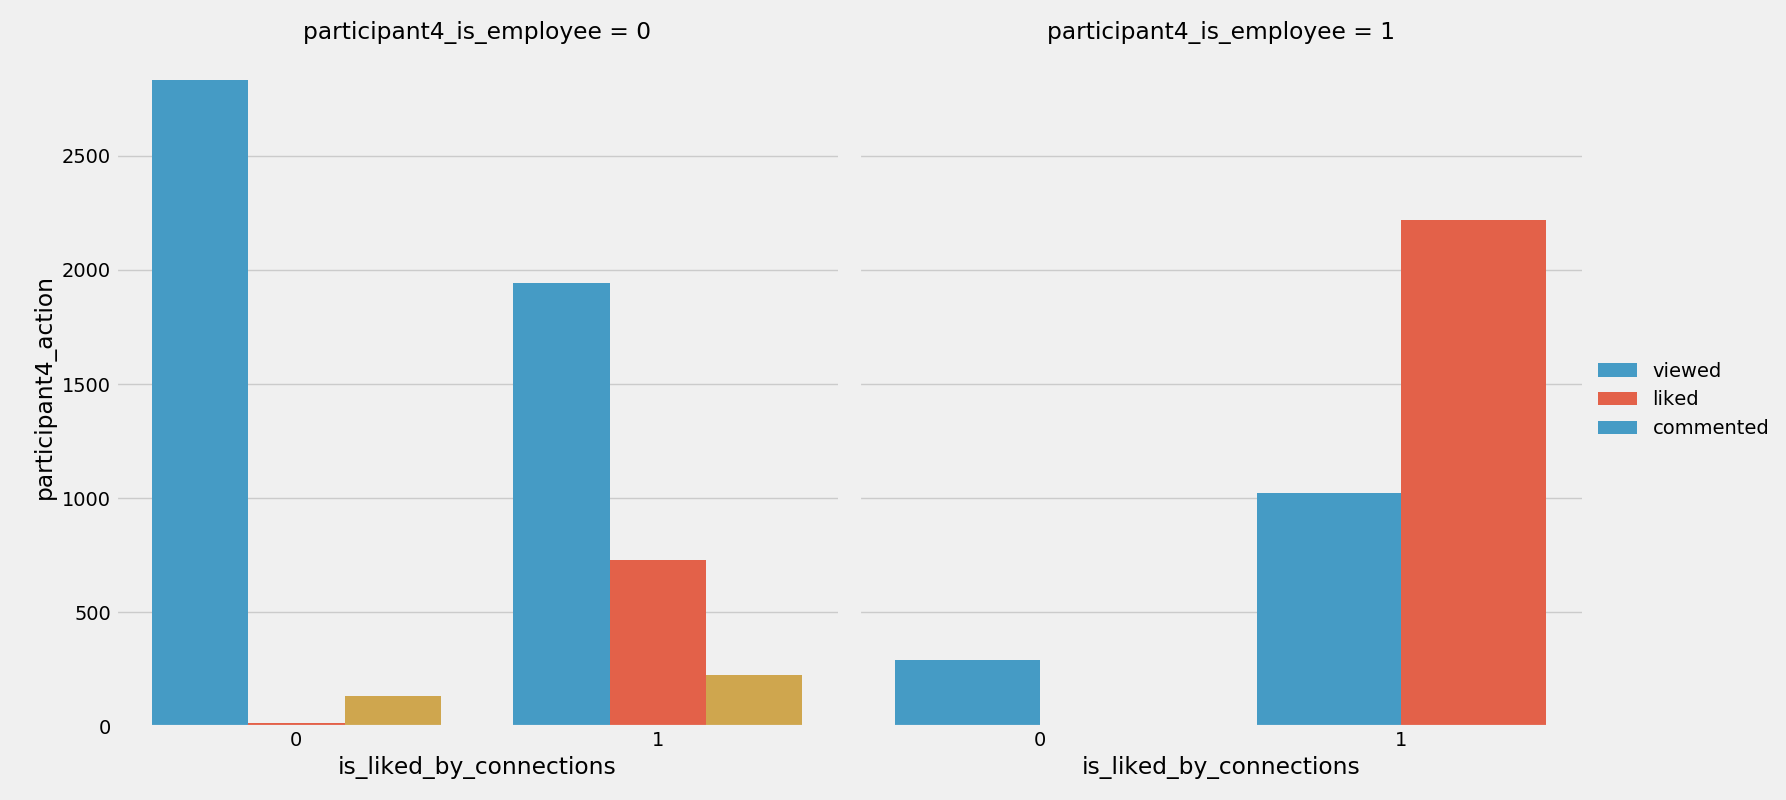 participant4_is_employee = 0
participant4_is_employee = 1
participant4_action
2500
2000
1500
1000
500
0
0
1
0
1
is_liked_by_connections
is_liked_by_connections
viewed
liked
commented